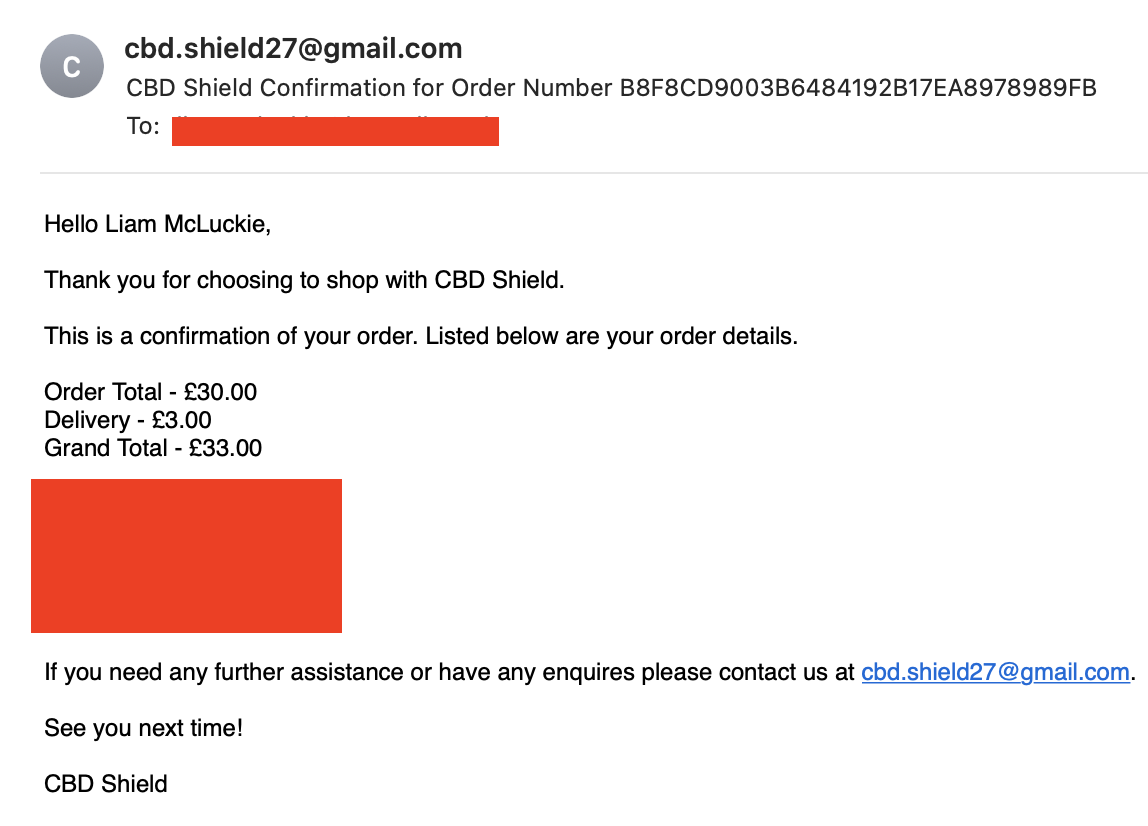 C
cbd.shield27@gmail.com
CBD Shield Confirmation for Order Number B8F8CD9003B6484192B17EA8978989FB
To:
Hello Liam McLuckie,
Thank you for choosing to shop with CBD Shield.
This is a confirmation of your order. Listed below are your order details.
Order Total - £30.00
Delivery - £3.00
Grand Total - £33.00
If you need any further assistance or have any enquires please contact us at cbd.shield27@gmail.com.
See you next time!
CBD Shield